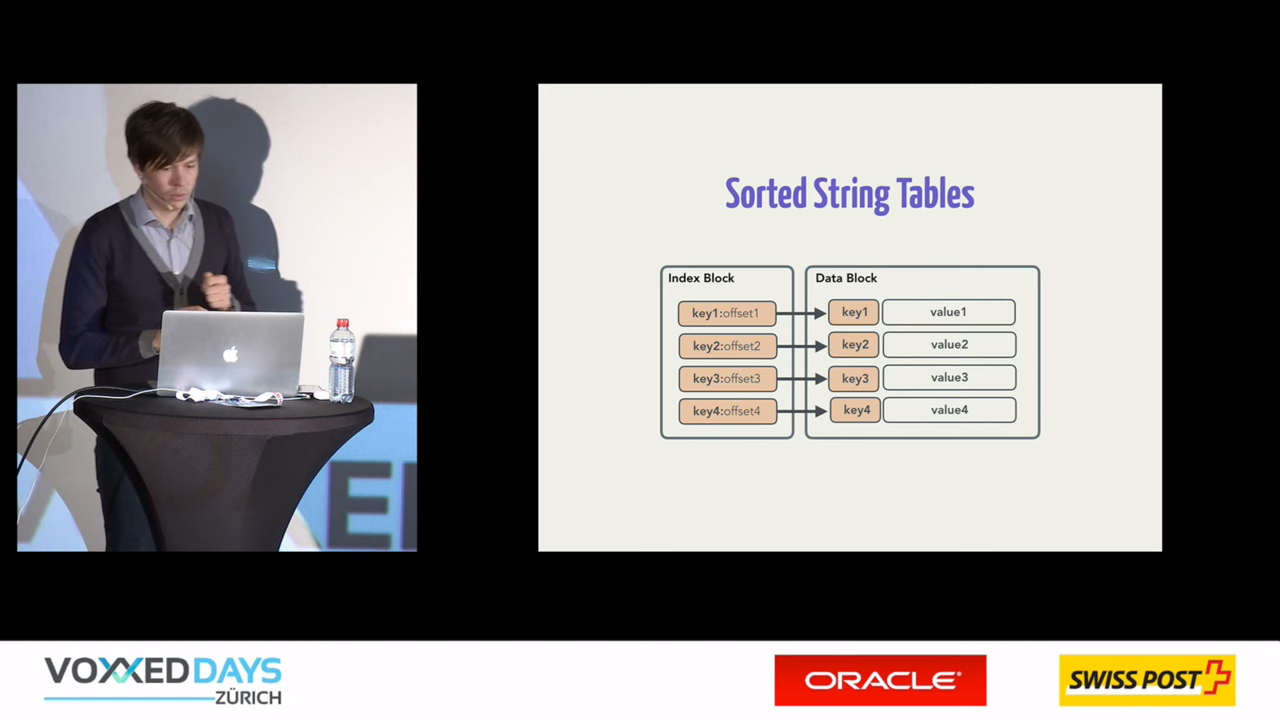 Sorted String Tables
Index Block
key1:offset1
key2:offset2
key3:offset3
key4:offset4
Data Block
key1 value1
key2 value2
key3 value3
key4 value4
VOXXED DAYS
ZÜRICH
ORACLE®
SWISS POST